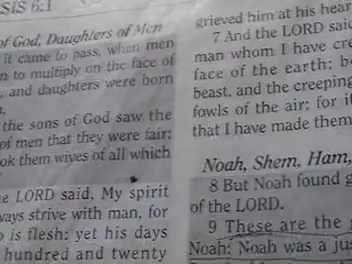 SIS 6:1
of God, Daughters of Men
it came to pass, when men
n to multiply on the face of
, and daughters were born
the sons of God saw the
of men that they were fair;
ok them wives of all which
e LORD said, My spirit
ways strive with man, for
o is flesh: yet his days
hundred and twenty
grieved him at his hear
7 And the LORD said
man whom I have cre
face of the earth; b
beast, and the creeping
fowls of the air; for it
that I have made them
Noah, Shem, Ham,
8 But Noah found g
of the LORD.
9 These are the
Noah: Noah was a jus